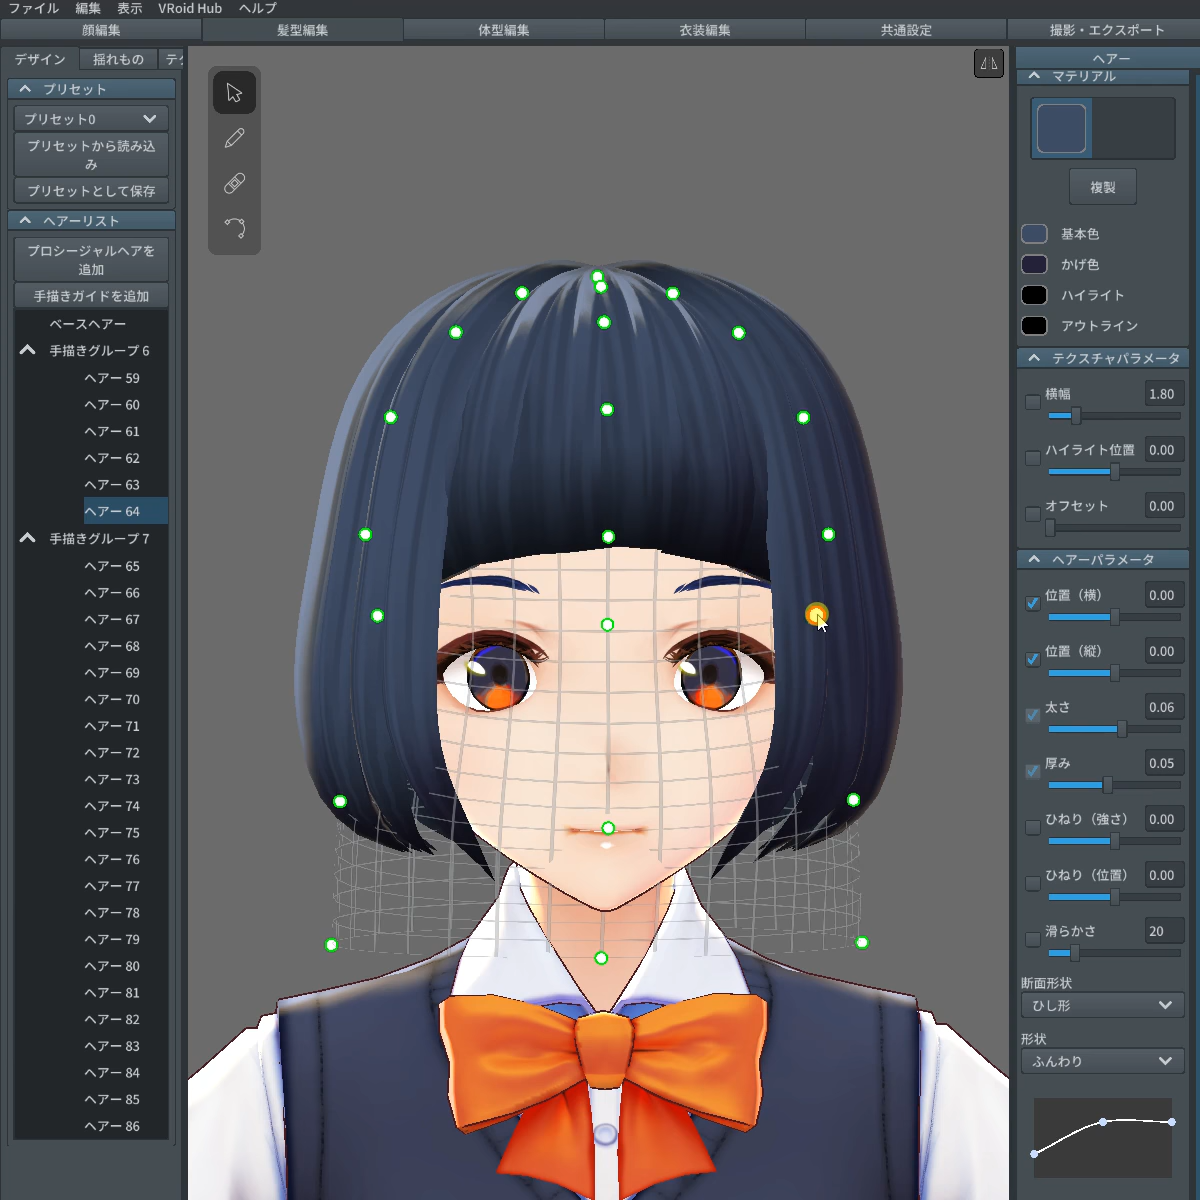 ファイル 編集 表示 VRoid Hub ヘルプ
顔編集 髪型編集 体型編集 衣装編集 共通設定 撮影・エクスポート
デザイン 揺れもの
プリセット
プリセット0
プリセットから読み込
み
プリセットとして保存
ヘアーリスト
プロシージャルヘアを
追加
手描きガイドを追加
ベースヘアー
手描きグループ 6
ヘアー 59
ヘアー 60
ヘアー 61
ヘアー 62
ヘアー 63
ヘアー 64
手描きグループ 7
ヘアー 65
ヘアー 66
ヘアー 67
ヘアー 68
ヘアー 69
ヘアー 70
ヘアー 71
ヘアー 72
ヘアー 73
ヘアー 74
ヘアー 75
ヘアー 76
ヘアー 77
ヘアー 78
ヘアー 79
ヘアー 80
ヘアー 81
ヘアー 82
ヘアー 83
ヘアー 84
ヘアー 85
ヘアー 86
ヘアー
マテリアル
複製
基本色
かげ色
ハイライト
アウトライン
テクスチャパラメータ
横幅 1.80
ハイライト位置 0.00
オフセット 0.00
ヘアーパラメータ
位置（横） 0.00
位置（縦） 0.00
太さ 0.06
厚み 0.05
ひねり（強さ） 0.00
ひねり（位置） 0.00
滑らかさ 20
断面形状
ひし形
形状
ふんわり